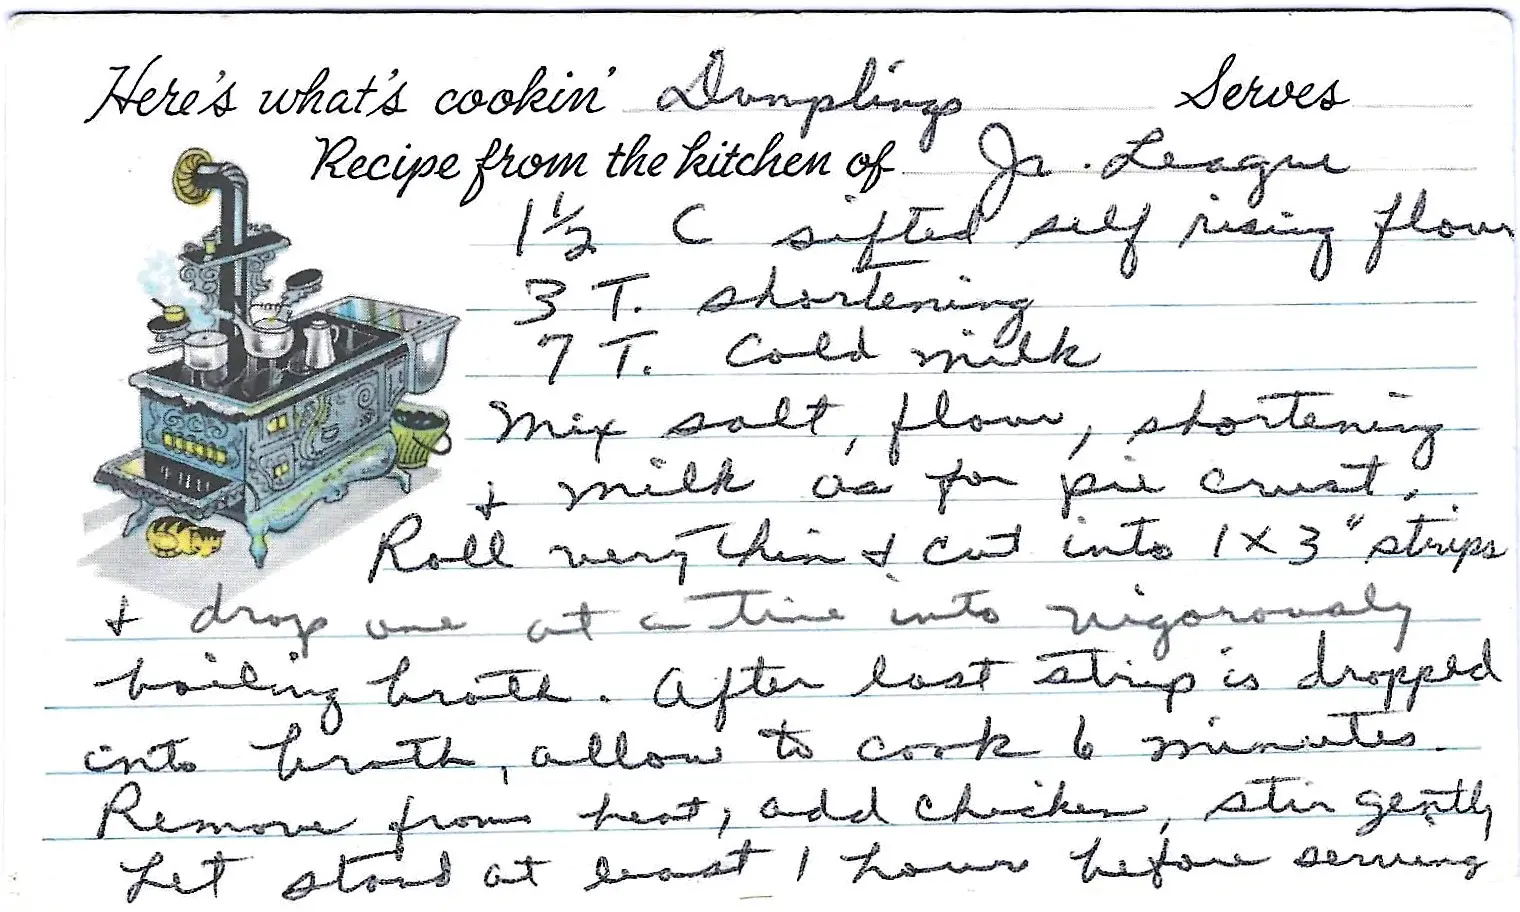 Here's what's cookin' Dumplings Serves
Recipe from the kitchen of Jr. League
1½ C sifted self rising flour
3 T. shortening
7 T. cold milk
Mix salt, flour, shortening
& milk as for pie crust.
Roll very thin & cut into 1 x 3" strips
& drop one at a time into vigorously
boiling broth. After last strip is dropped
into broth, allow to cook 6 minutes.
Remove from heat, add chicken, stir gently
Let stand at least 1 hour before serving